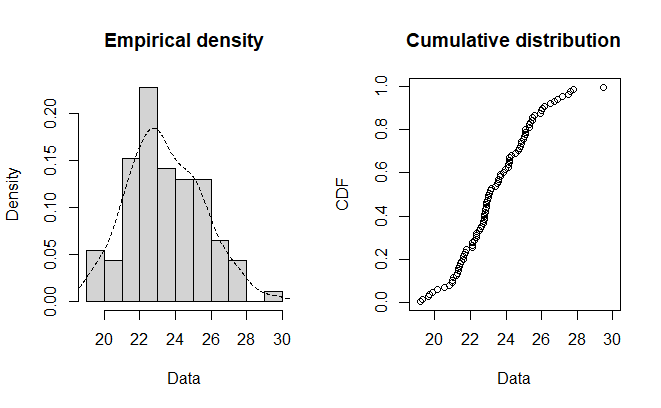 Empirical density
Density
0.00 0.05 0.10 0.15 0.20
20 22 24 26 28 30
Data
Cumulative distribution
CDF
0.0 0.2 0.4 0.6 0.8 1.0
20 22 24 26 28 30
Data